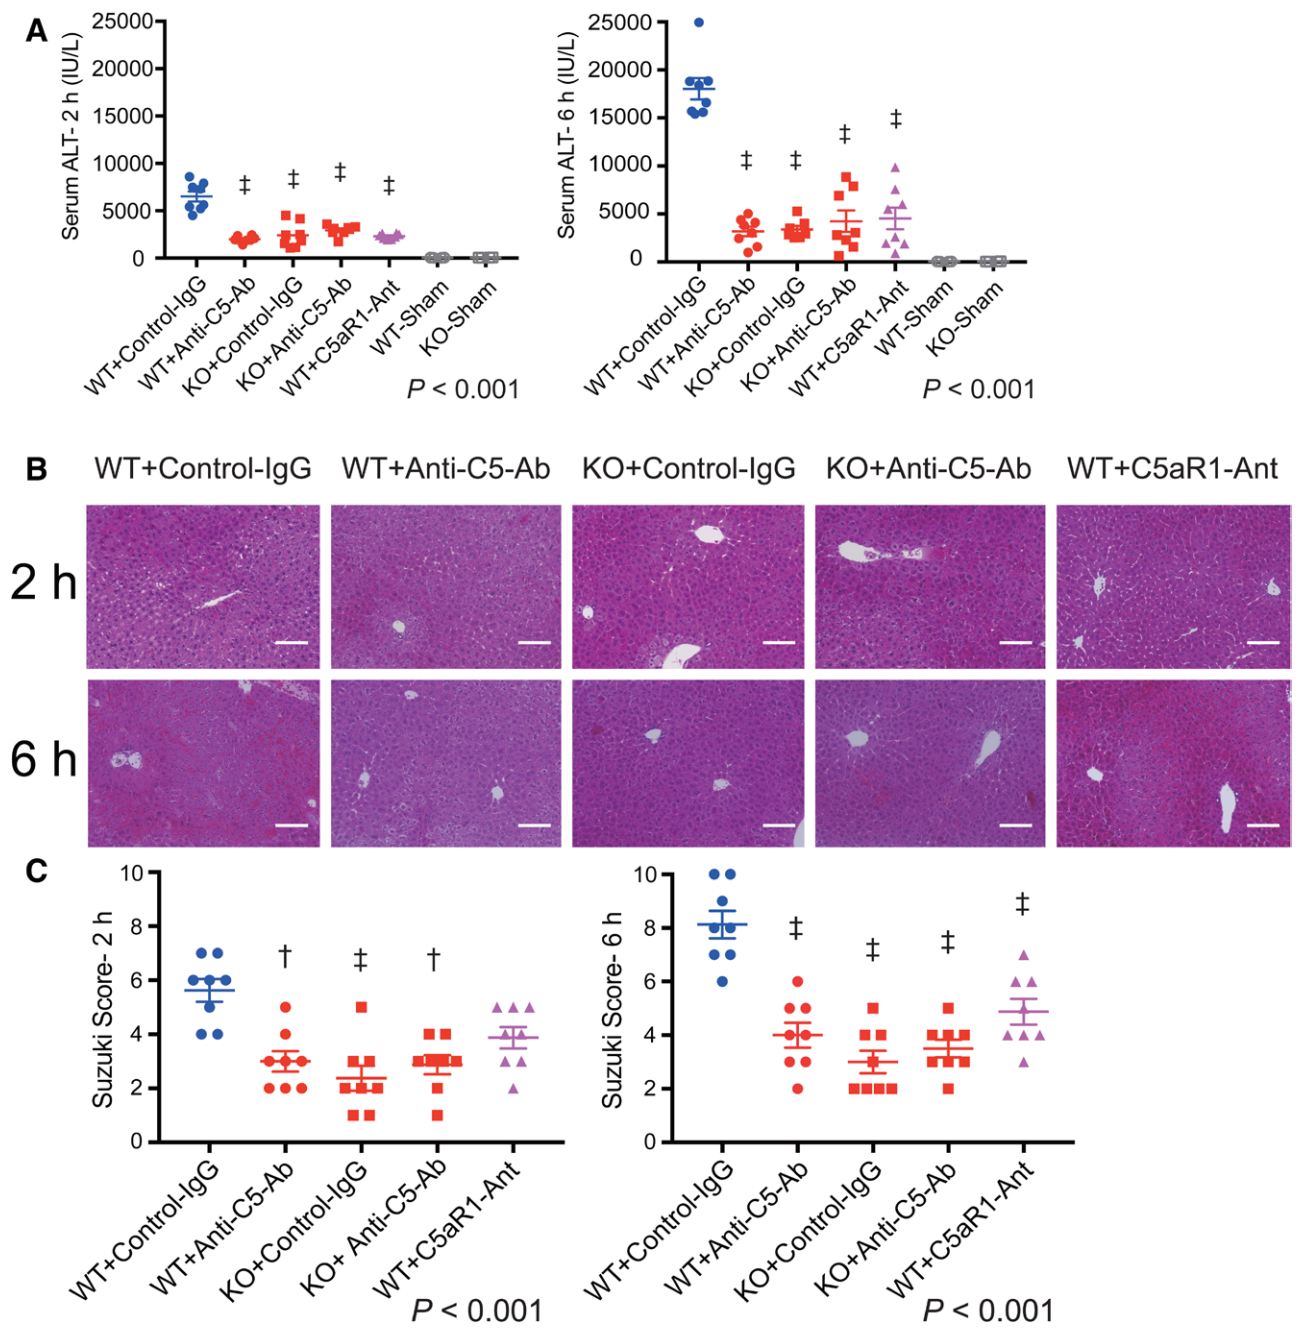 A
Serum ALT- 2 h (IU/L)
25000
20000
15000
10000
5000
0
‡ ‡ ‡ ‡
WT+Control-IgG
WT+Anti-C5-Ab
KO+Control-IgG
KO+Anti-C5-Ab
WT+C5aR1-Ant
WT-Sham
KO-Sham
P < 0.001
Serum ALT- 6 h (IU/L)
25000
20000
15000
10000
5000
0
‡ ‡ ‡ ‡
WT+Control-IgG
WT+Anti-C5-Ab
KO+Control-IgG
KO+Anti-C5-Ab
WT+C5aR1-Ant
WT-Sham
KO-Sham
P < 0.001
B
WT+Control-IgG WT+Anti-C5-Ab KO+Control-IgG KO+Anti-C5-Ab WT+C5aR1-Ant
2 h
6 h
C
Suzuki Score- 2 h
10
8
6
4
2
0
† ‡ †
WT+Control-IgG
WT+Anti-C5-Ab
KO+Control-IgG
KO+ Anti-C5-Ab
WT+C5aR1-Ant
P < 0.001
Suzuki Score- 6 h
10
8
6
4
2
0
‡ ‡ ‡ ‡
WT+Control-IgG
WT+Anti-C5-Ab
KO+Control-IgG
KO+Anti-C5-Ab
WT+C5aR1-Ant
P < 0.001